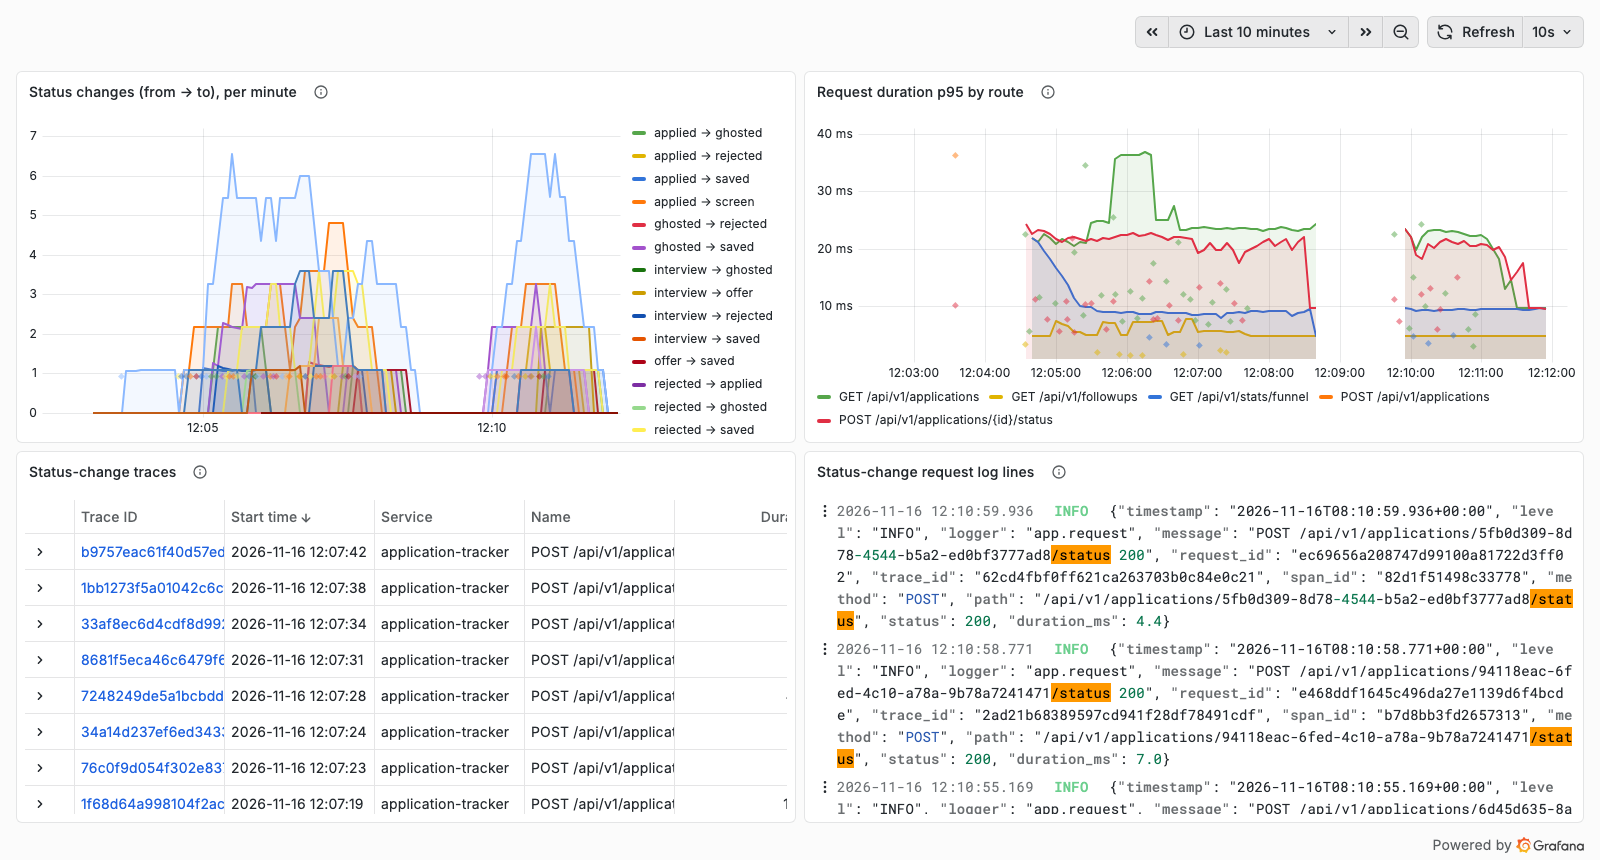 Last 10 minutes
Refresh
10s
Status changes (from → to), per minute
7
6
5
4
3
2
1
0
12:05
12:10
applied → ghosted
applied → rejected
applied → saved
applied → screen
ghosted → rejected
ghosted → saved
interview → ghosted
interview → offer
interview → rejected
interview → saved
offer → saved
rejected → applied
rejected → ghosted
rejected → saved
Request duration p95 by route
40 ms
30 ms
20 ms
10 ms
12:03:00
12:04:00
12:05:00
12:06:00
12:07:00
12:08:00
12:09:00
12:10:00
12:11:00
12:12:00
GET /api/v1/applications
GET /api/v1/followups
GET /api/v1/stats/funnel
POST /api/v1/applications
POST /api/v1/applications/{id}/status
Status-change traces
Trace ID
Start time
Service
Name
Dura
b9757eac61f40d57ed 2026-11-16 12:07:42 application-tracker POST /api/v1/applicat
1bb1273f5a01042c6c 2026-11-16 12:07:38 application-tracker POST /api/v1/applicat
33af8ec6d4cdf8d99 2026-11-16 12:07:34 application-tracker POST /api/v1/applicat
8681f5eca46c6479f6 2026-11-16 12:07:31 application-tracker POST /api/v1/applicat
7248249de5a1bcbdd 2026-11-16 12:07:28 application-tracker POST /api/v1/applicat
34a14d237ef6ed343 2026-11-16 12:07:24 application-tracker POST /api/v1/applicat
76c0f9d054f302e83 2026-11-16 12:07:23 application-tracker POST /api/v1/applicat
1f68d64a998104f2ac 2026-11-16 12:07:19 application-tracker POST /api/v1/applicat 1
Status-change request log lines
2026-11-16 12:10:59.936 INFO {"timestamp": "2026-11-16T08:10:59.936+00:00", "leve
l": "INFO", "logger": "app.request", "message": "POST /api/v1/applications/5fb0d309-8d
78-4544-b5a2-ed0bf3777ad8/status 200", "request_id": "ec69656a208747d99100a81722d3ff0
2", "trace_id": "62cd4fbf0ff621ca263703b0c84e0c21", "span_id": "82d1f51498c33778", "me
thod": "POST", "path": "/api/v1/applications/5fb0d309-8d78-4544-b5a2-ed0bf3777ad8/stat
us", "status": 200, "duration_ms": 4.4}
2026-11-16 12:10:58.771 INFO {"timestamp": "2026-11-16T08:10:58.771+00:00", "leve
l": "INFO", "logger": "app.request", "message": "POST /api/v1/applications/94118eac-6f
ed-4c10-a78a-9b78a7241471/status 200", "request_id": "e468ddf1645c496da27e1139d6f4bcd
e", "trace_id": "2ad21b68389597cd941f28df78491cdf", "span_id": "b7d8bb3fd2657313", "me
thod": "POST", "path": "/api/v1/applications/94118eac-6fed-4c10-a78a-9b78a7241471/stat
us", "status": 200, "duration_ms": 7.0}
2026-11-16 12:10:55.169 INFO {"timestamp": "2026-11-16T08:10:55.169+00:00", "leve
l": "INFO", "logger": "app.request", "message": "POST /api/v1/applications/6d45d635-8a
Powered by Grafana